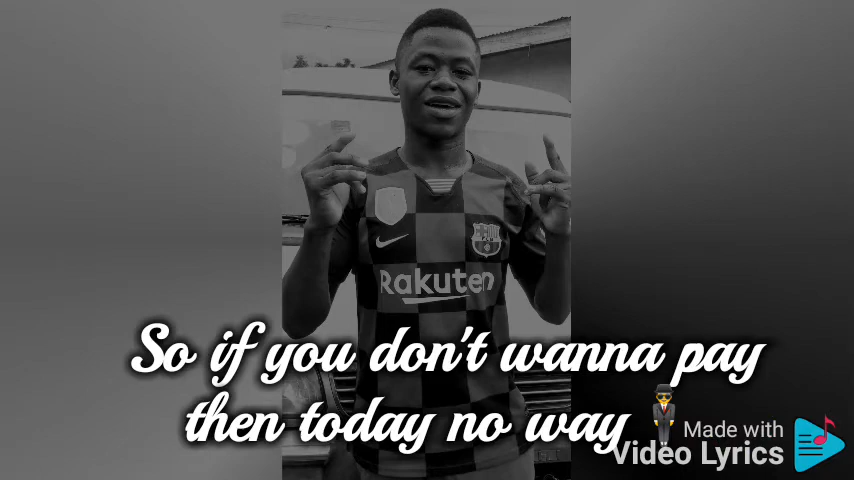 Rakuten
So if you don't wanna pay
then today no way
Made with
Video Lyrics